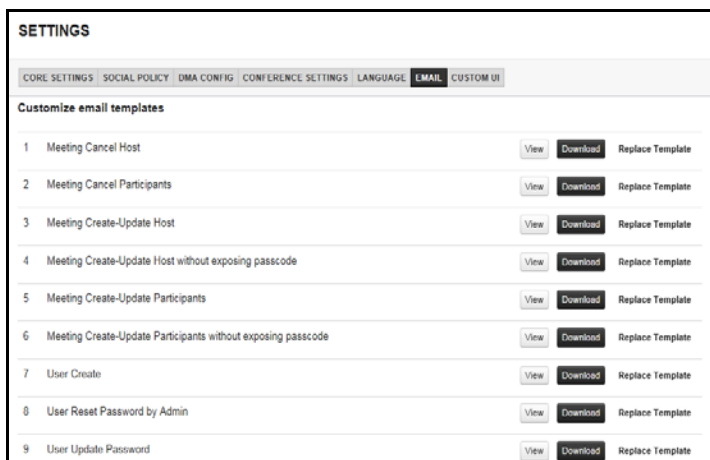 SETTINGS
CORE SETTINGS SOCIAL POLICY DMA CONFIG CONFERENCE SETTINGS LANGUAGE EMAIL CUSTOM UI
Customize email templates
1 Meeting Cancel Host View Download Replace Template
2 Meeting Cancel Participants View Download Replace Template
3 Meeting Create-Update Host View Download Replace Template
4 Meeting Create-Update Host without exposing passcode View Download Replace Template
5 Meeting Create-Update Participants View Download Replace Template
6 Meeting Create-Update Participants without exposing passcode View Download Replace Template
7 User Create View Download Replace Template
8 User Reset Password by Admin View Download Replace Template
9 User Update Password View Download Replace Template